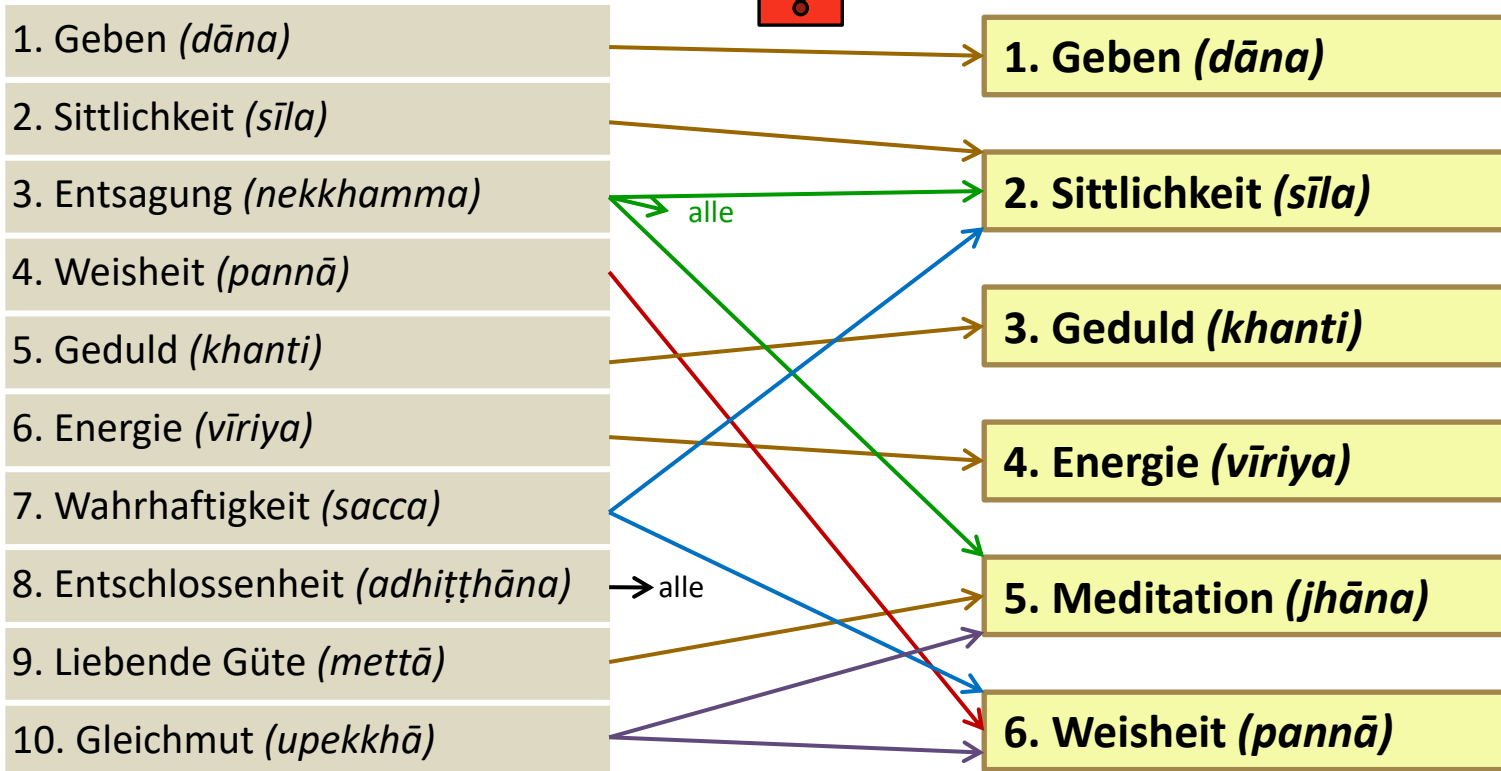 1. Geben (dāna)
2. Sittlichkeit (sīla)
3. Entsagung (nekkhamma)
4. Weisheit (pannā)
5. Geduld (khanti)
6. Energie (vīriya)
7. Wahrhaftigkeit (sacca)
8. Entschlossenheit (adhiṭṭhāna)
9. Liebende Güte (mettā)
10. Gleichmut (upekkhā)
alle
alle
1. Geben (dāna)
2. Sittlichkeit (sīla)
3. Geduld (khanti)
4. Energie (vīriya)
5. Meditation (jhāna)
6. Weisheit (pannā)